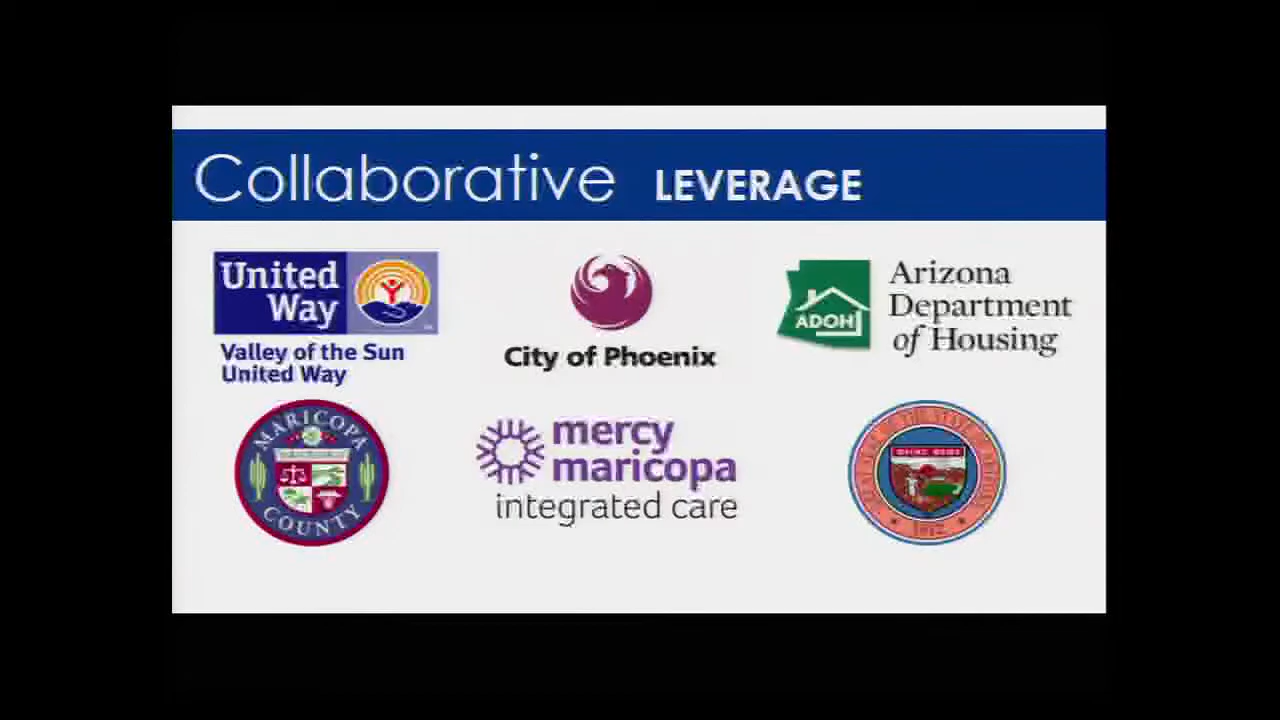 Collaborative LEVERAGE
United
Way
Valley of the Sun
United Way
City of Phoenix
ADOH
Arizona
Department
of Housing
MARICOPA
COUNTY
mercy
maricopa
integrated care
1912